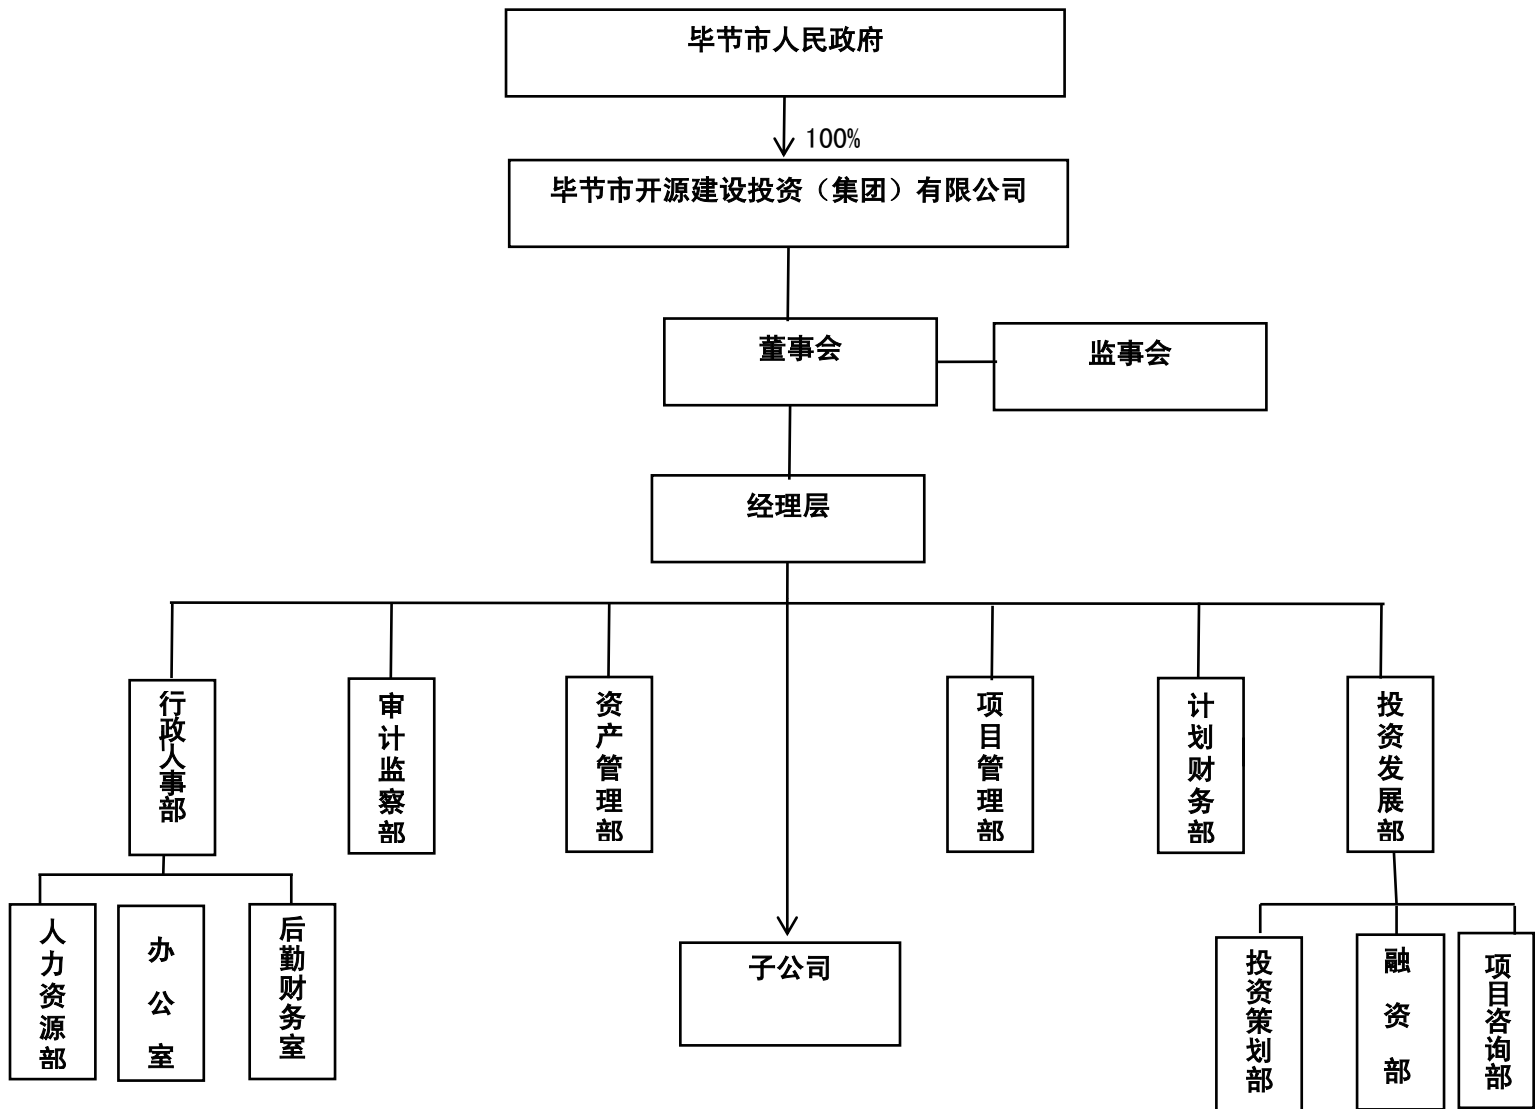 毕节市人民政府
100%
毕节市开源建设投资（集团）有限公司
董事会
监事会
经理层
行政人事部
审计监察部
资产管理部
项目管理部
计划财务部
投资发展部
人力资源部
办公室
后勤财务室
子公司
投资策划部
融资部
项目咨询部